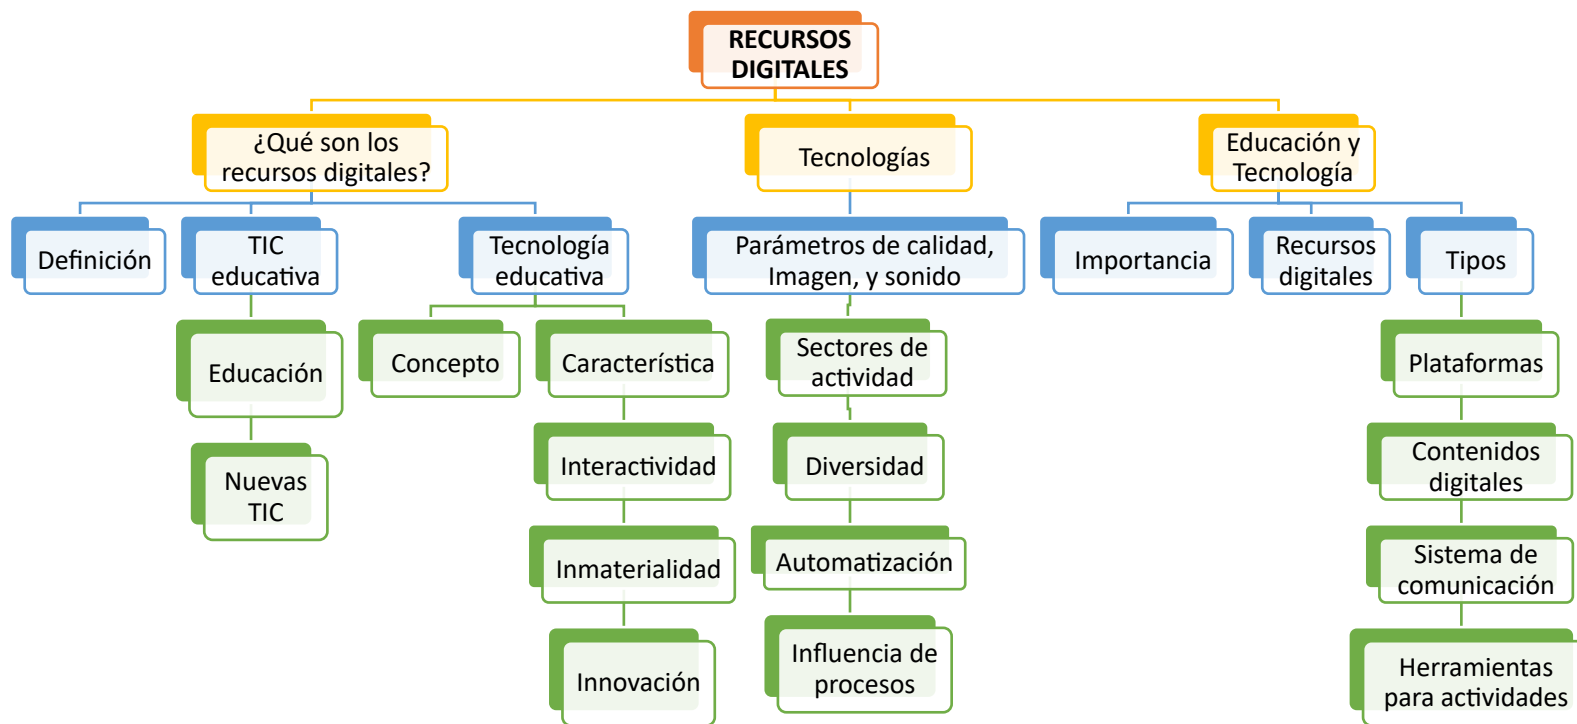 RECURSOS
DIGITALES
¿Qué son los
recursos digitales?
Tecnologías
Educación y
Tecnología
Definición
TIC
educativa
Tecnología
educativa
Parámetros de calidad,
Imagen, y sonido
Importancia
Recursos
digitales
Tipos
Educación
Concepto
Característica
Sectores de
actividad
Plataformas
Nuevas
TIC
Interactividad
Diversidad
Contenidos
digitales
Inmaterialidad
Automatización
Sistema de
comunicación
Innovación
Influencia de
procesos
Herramientas
para actividades